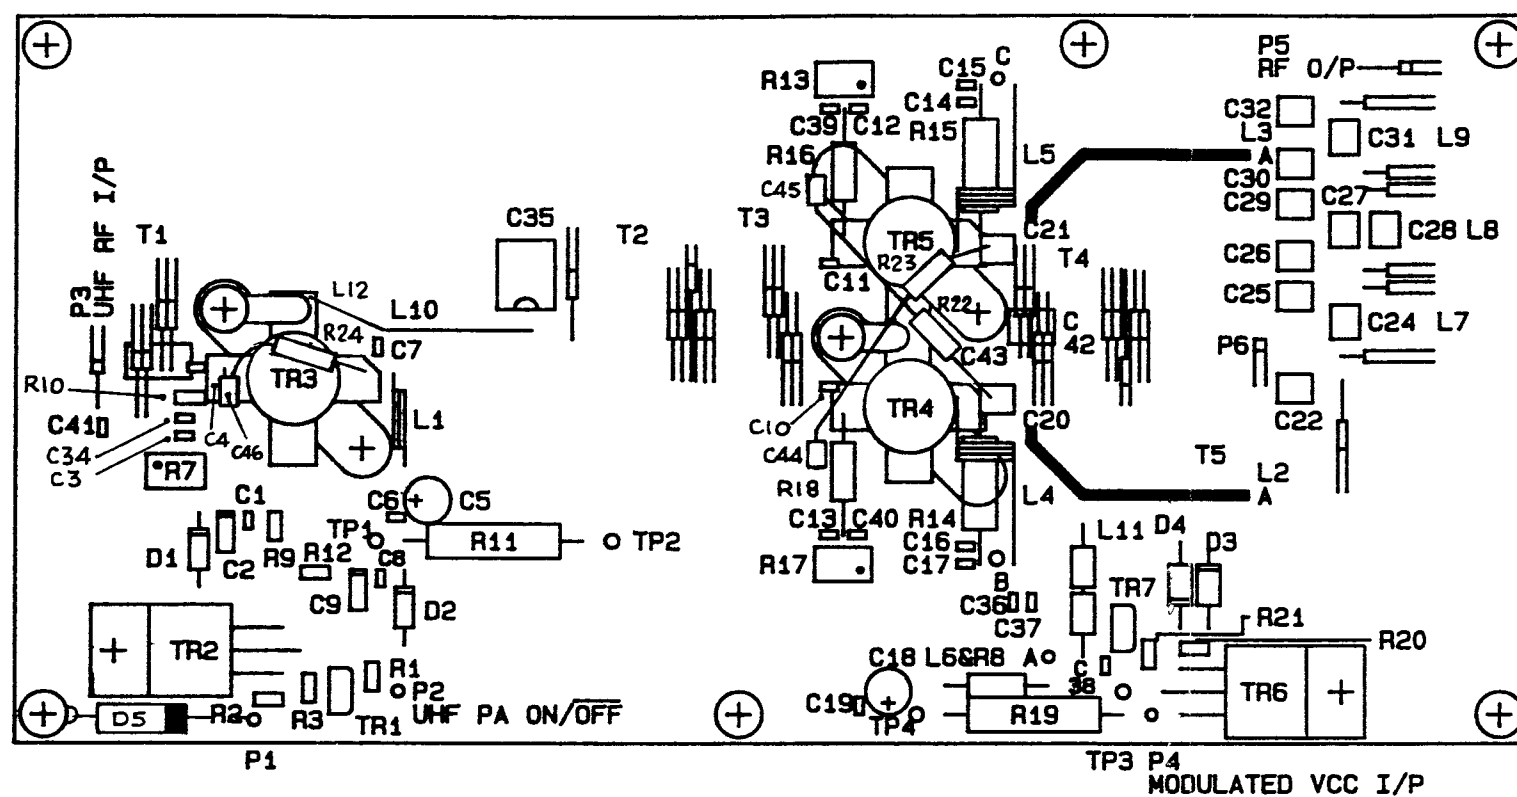 P5
RF O/P
C15
C
R13
C14
C32
C39
C12
R15
L3
A
C31
L9
R16
L5
C30
C45
C29
C27
P3
UHF RF I/P
T1
C35
T2
T3
TR5
C21
C28
L8
R23
T4
C26
C11
L12
L10
R22
C25
R24
C
42
C24
L7
C7
C43
P6
TR3
R10
TR4
C41
C4
C46
L1
C10
C20
C22
C34
C3
R7
C44
T5
L2
A
R18
L4
C6
C5
C1
C13
C40
R14
D4
TP1
R11
TP2
L11
D3
D1
C2
R9
R12
C8
C16
R17
C17
B
TR7
C9
D2
C36
C37
R21
R20
TR2
C18
L6&R8
A
C
38
R1
P2
TR6
D5
R2
R3
TR1
UHF PA ON/OFF
C19
TP4
R19
P1
TP3
P4
MODULATED VCC I/P